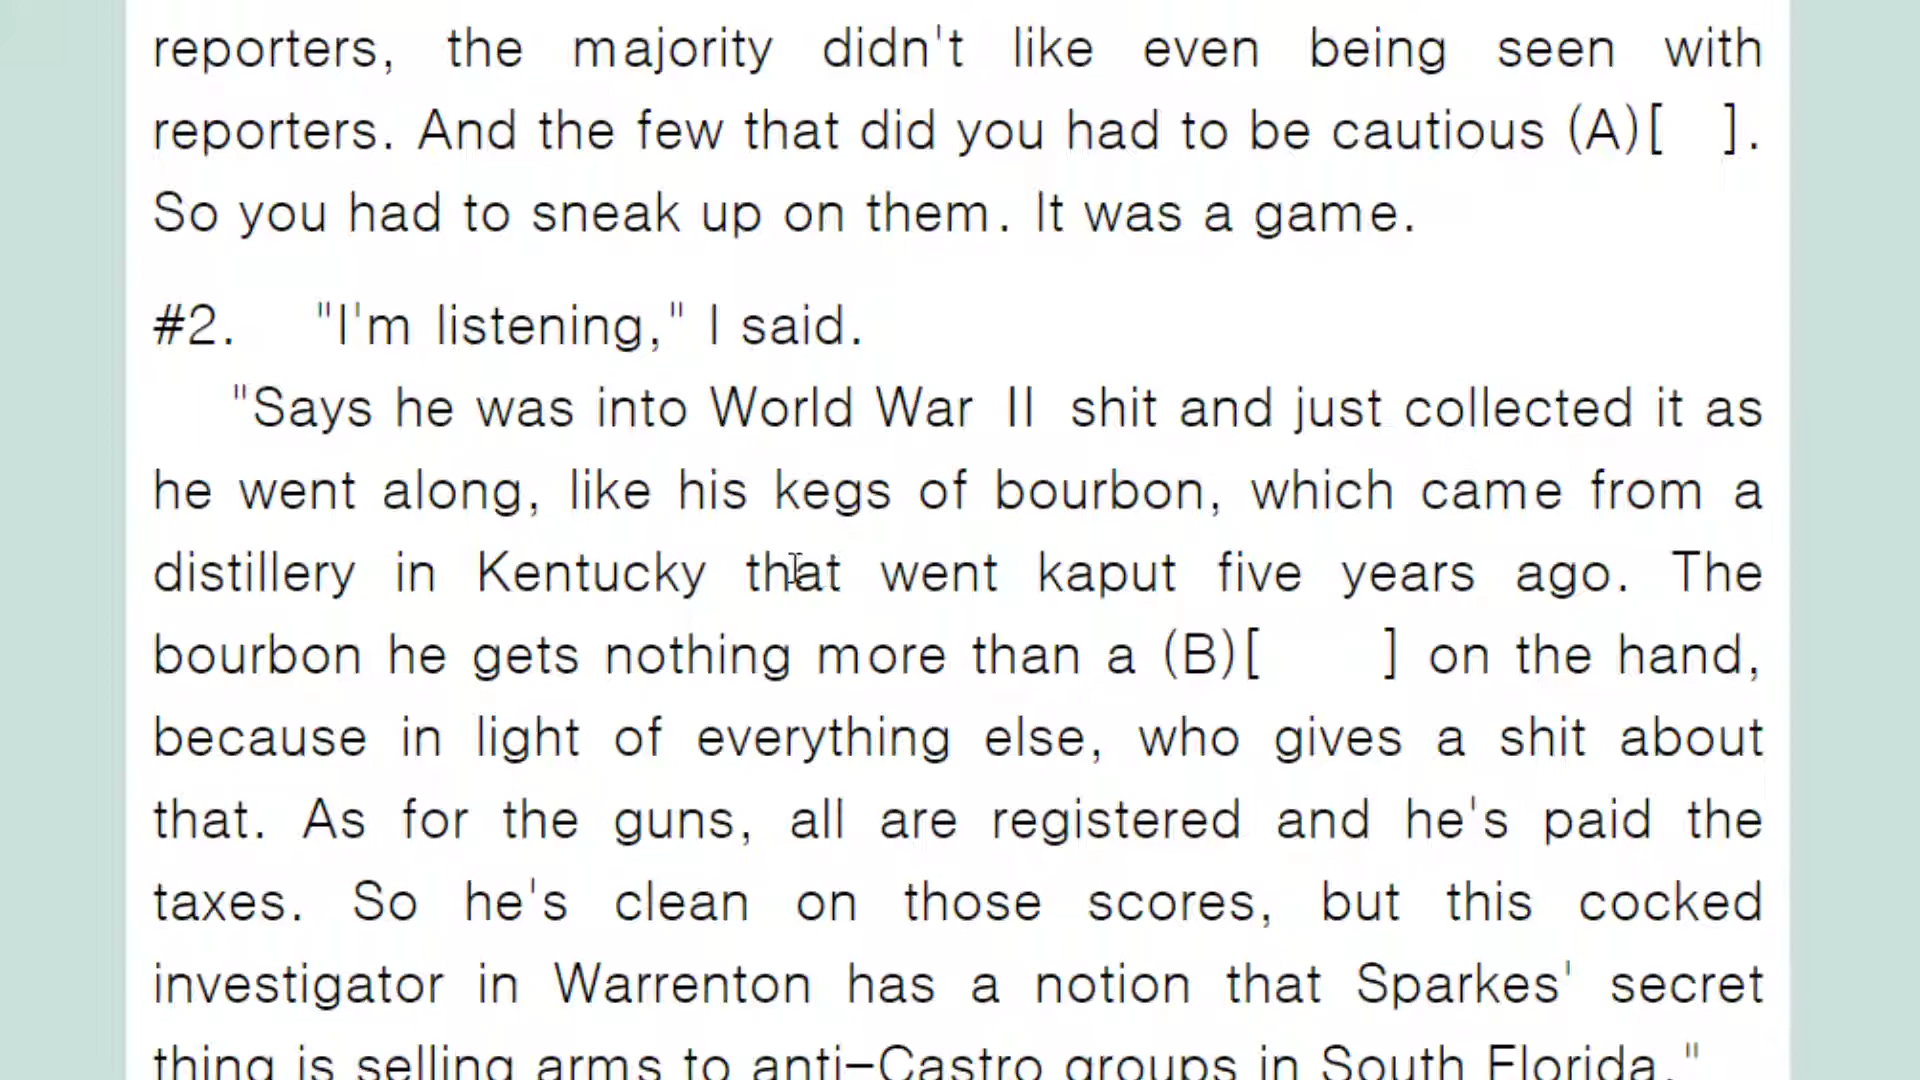 reporters, the majority didn't like even being seen with
reporters. And the few that did you had to be cautious (A)[   ].
So you had to sneak up on them. It was a game.
#2.   "I'm listening," I said.
"Says he was into World War II shit and just collected it as
he went along, like his kegs of bourbon, which came from a
distillery in Kentucky that went kaput five years ago. The
bourbon he gets nothing more than a (B)[      ] on the hand,
because in light of everything else, who gives a shit about
that. As for the guns, all are registered and he's paid the
taxes. So he's clean on those scores, but this cocked
investigator in Warrenton has a notion that Sparkes' secret
thing is selling arms to anti-Castro groups in South Florida."